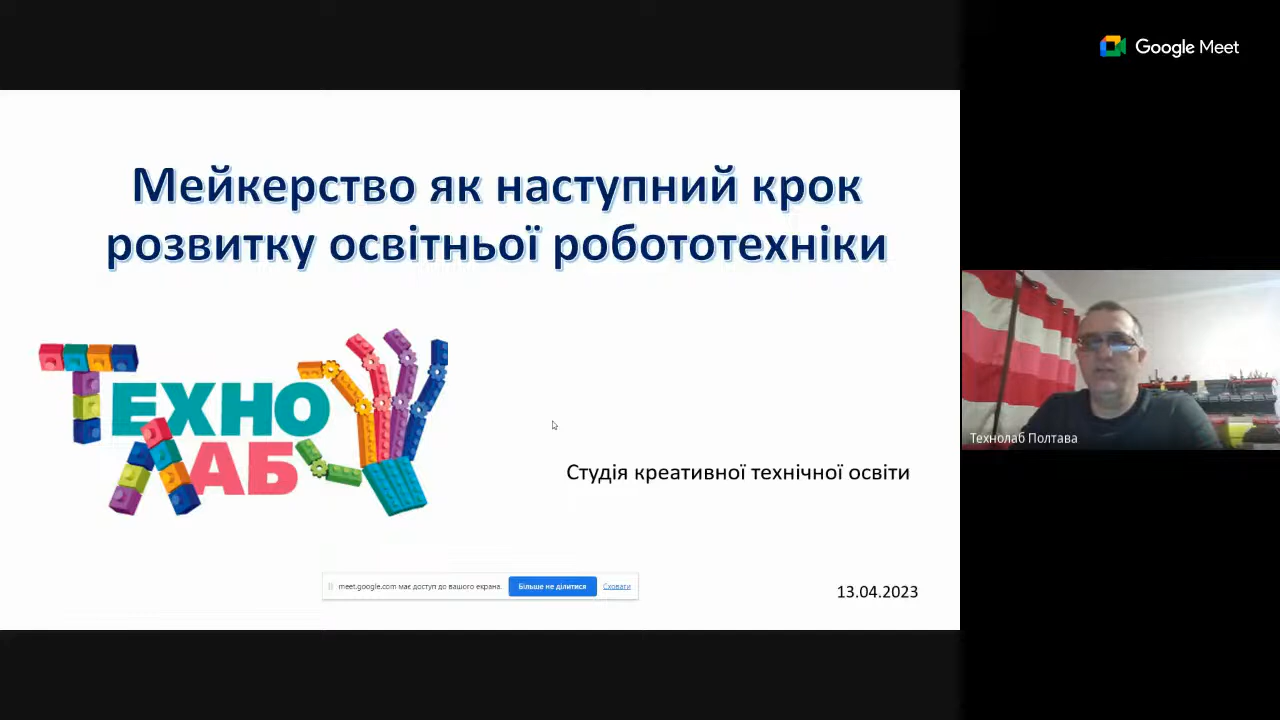 Google Meet
Мейкерство як наступний крок
розвитку освітньої робототехніки
ТЕХНО
ЛАБ
Студія креативної технічної освіти
Технолаб Полтава
meet.google.com має доступ до вашого екрана.
Більше не ділитися
Сховати
13.04.2023